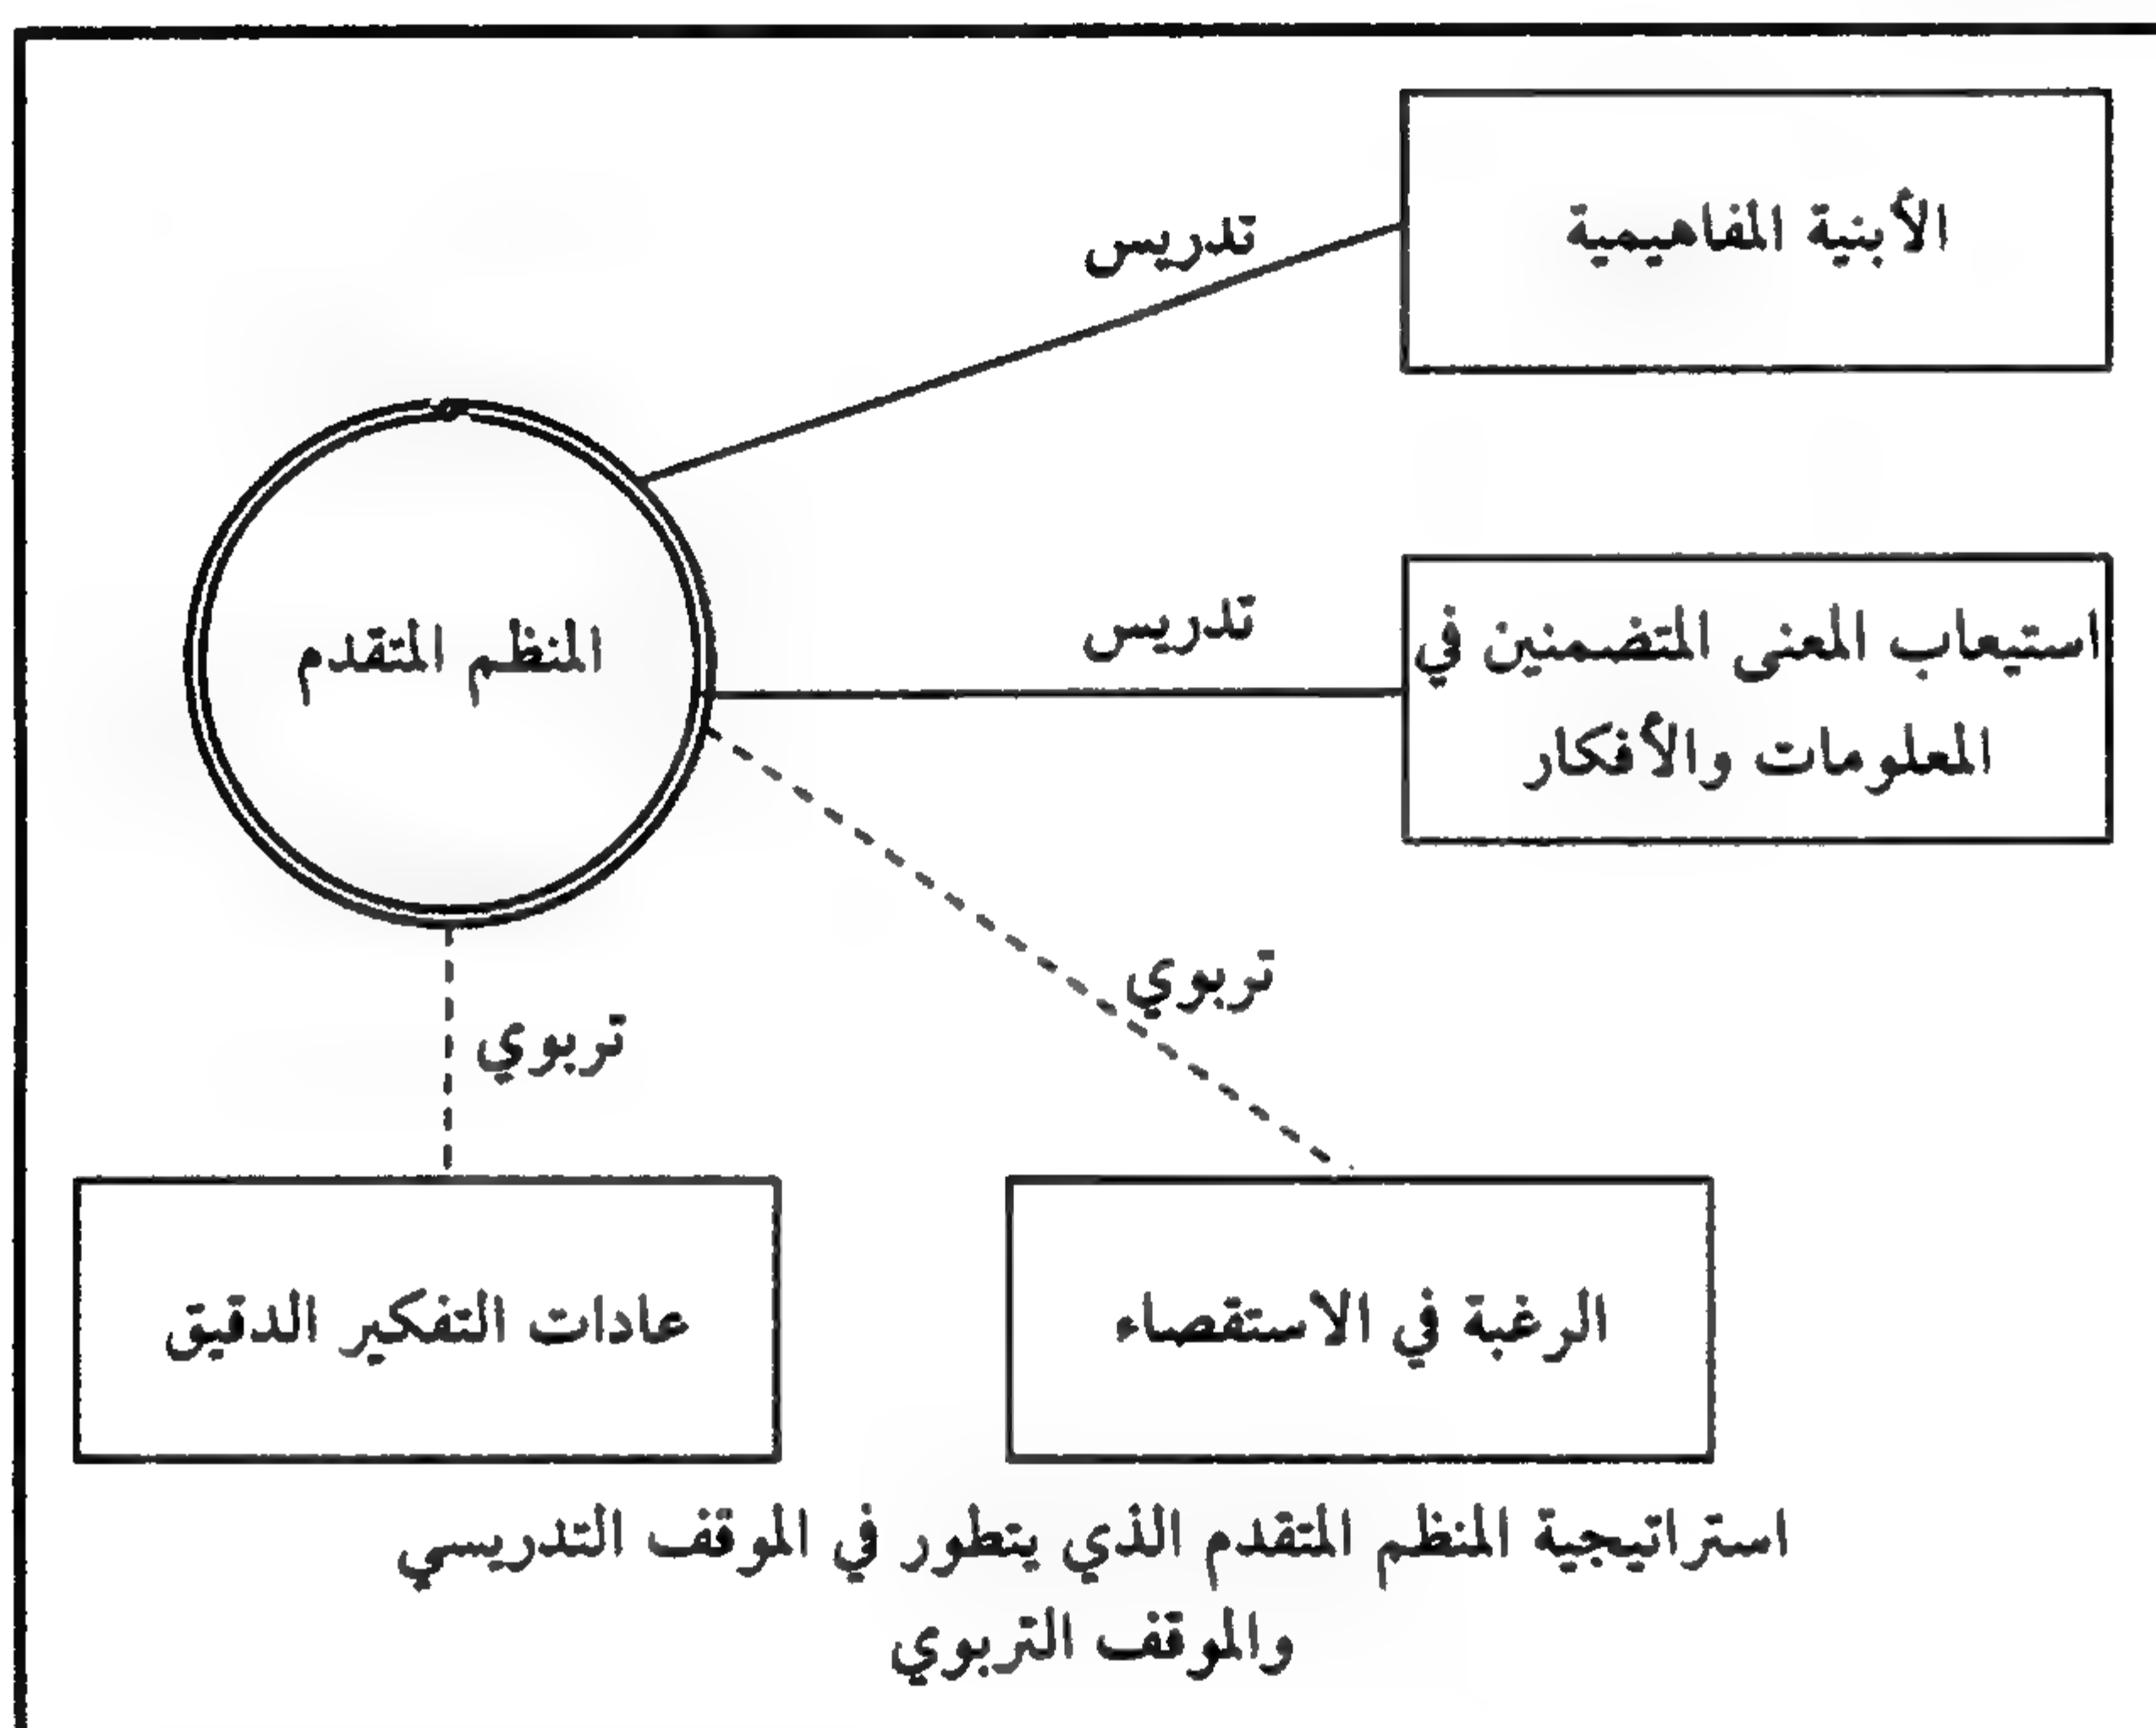 الأبنية المفاهيمية
تدريس
استيعاب المعنى المتضمنين في
المعلومات والأفكار
تدريس
المنظم المتقدم
تربوي
تربوي
الرغبة في الاستقصاء
عادات التفكير الدقيق
استراتيجية المنظم المتقدم الذي يتطور في الموقف التدريسي
والموقف التربوي